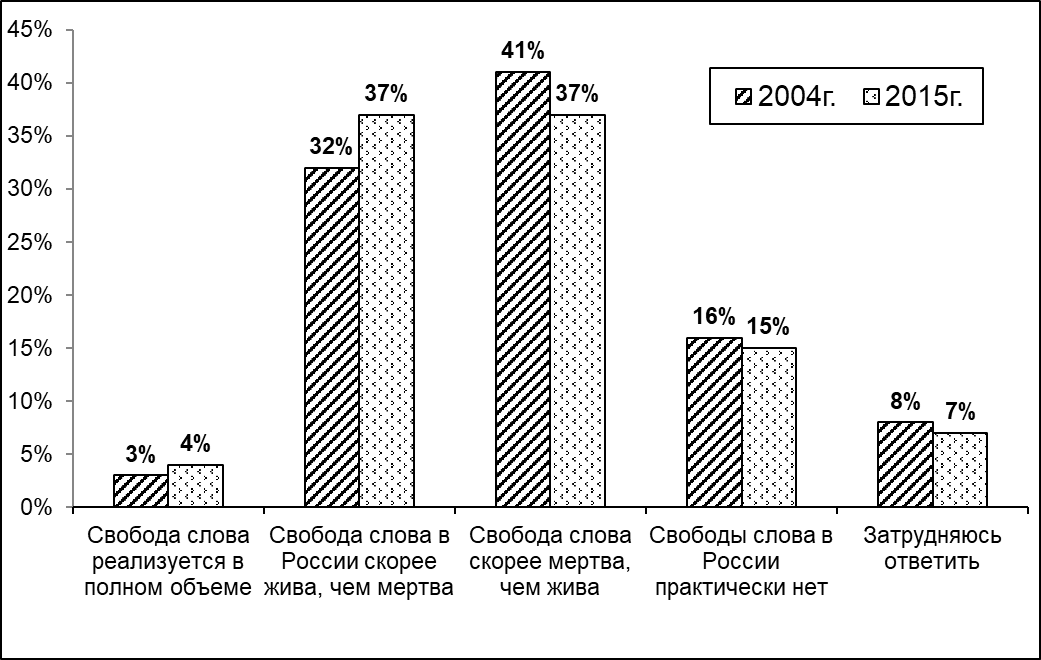 45%
40%
35%
30%
25%
20%
15%
10%
5%
0%
3%
4%
32%
37%
41%
37%
16%
15%
8%
7%
2004г. 2015г.
Свобода слова
реализуется в
полном объеме
Свобода слова в
России скорее
жива, чем мертва
Свобода слова
скорее мертва,
чем жива
Свободы слова в
России
практически нет
Затрудняюсь
ответить